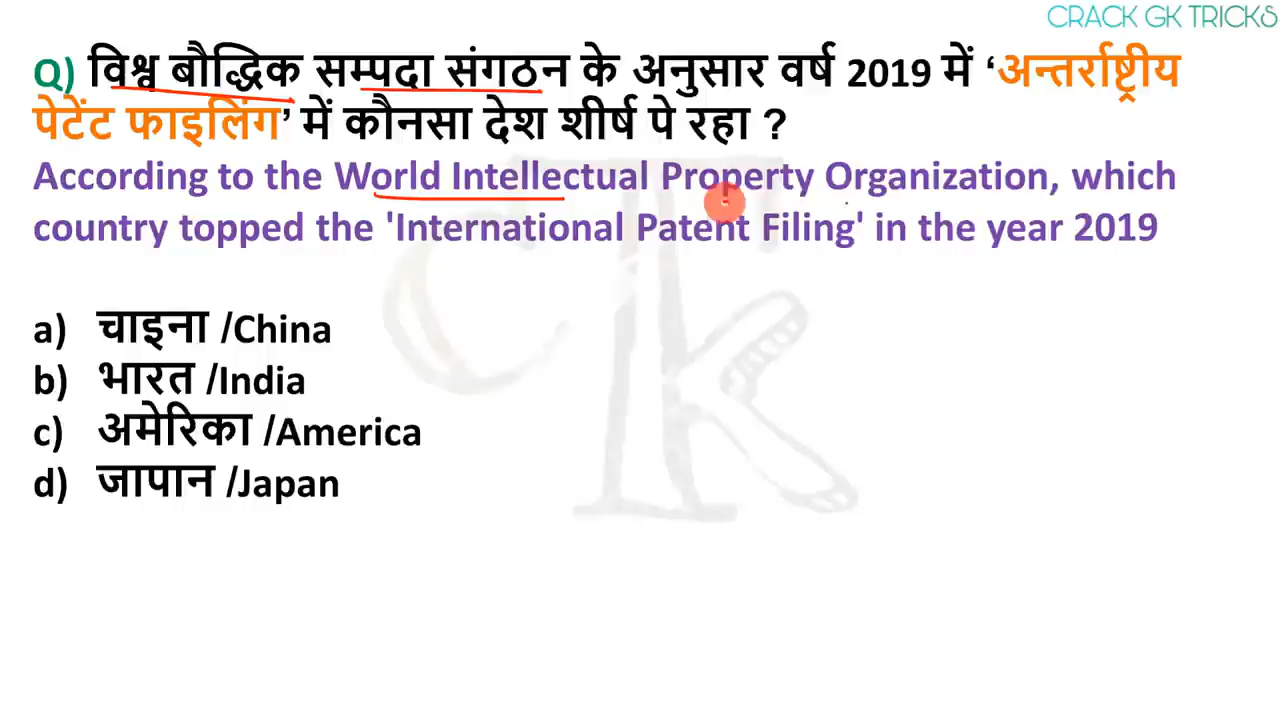 CRACK GK TRICKS
Q) विश्व बौद्धिक सम्पदा संगठन के अनुसार वर्ष 2019 में ‘अन्तर्राष्ट्रीय
पेटेंट फाइलिंग’ में कौनसा देश शीर्ष पे रहा ?
According to the World Intellectual Property Organization, which
country topped the 'International Patent Filing' in the year 2019
a) चाइना /China
b) भारत /India
c) अमेरिका /America
d) जापान /Japan